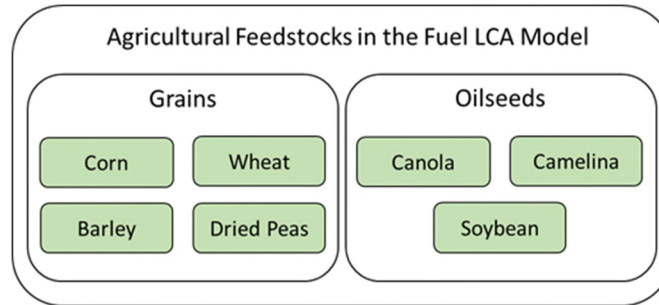 Agricultural Feedstocks in the Fuel LCA Model
Grains
Corn
Wheat
Barley
Dried Peas
Oilseeds
Canola
Camelina
Soybean